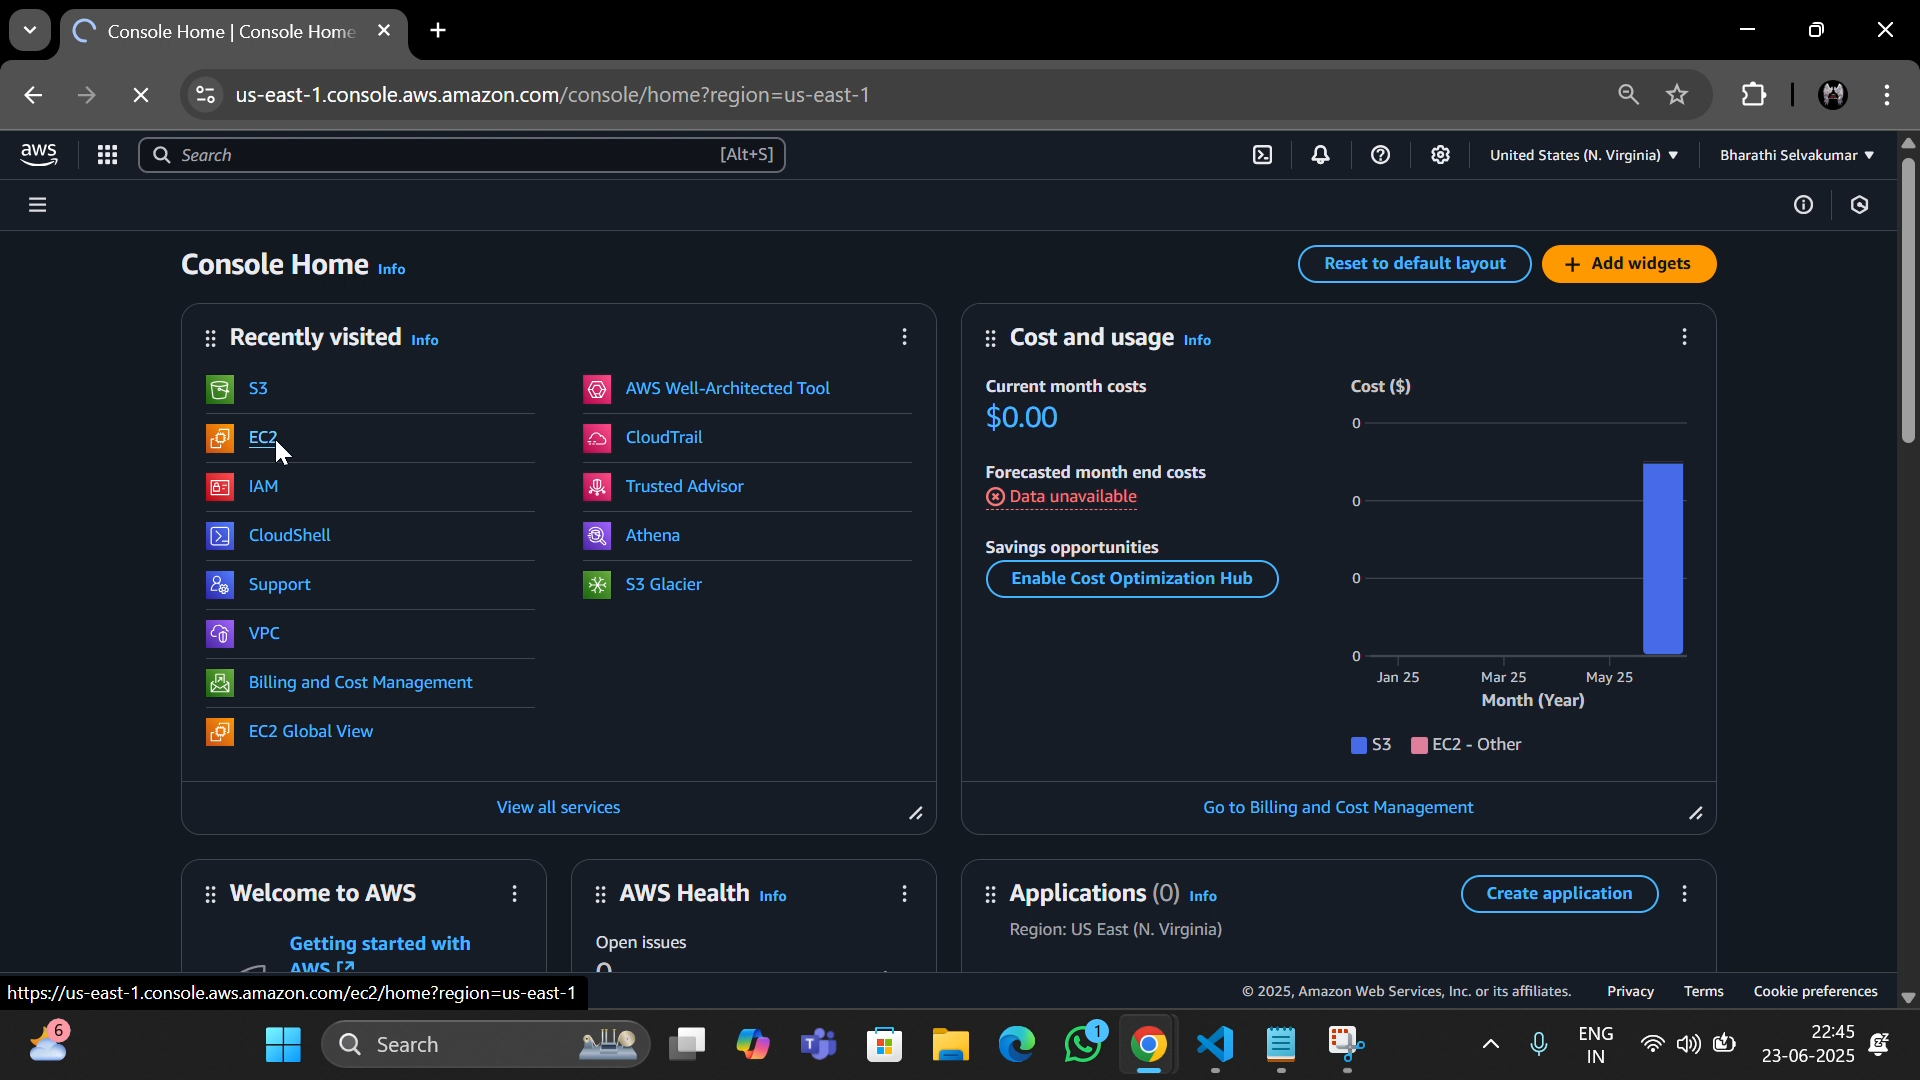 Console Home | Console Home
us-east-1.console.aws.amazon.com/console/home?region=us-east-1
aws
Search
[Alt+S]
United States (N. Virginia)
Bharathi Selvakumar
Console Home Info
Reset to default layout
+ Add widgets
Recently visited Info
S3
EC2
IAM
CloudShell
Support
VPC
Billing and Cost Management
EC2 Global View
AWS Well-Architected Tool
CloudTrail
Trusted Advisor
Athena
S3 Glacier
View all services
Cost and usage Info
Current month costs
$0.00
Forecasted month end costs
Data unavailable
Savings opportunities
Enable Cost Optimization Hub
Cost ($)
0
0
0
0
Jan 25 Mar 25 May 25
Month (Year)
S3 EC2 - Other
Go to Billing and Cost Management
Welcome to AWS
Getting started with
AWS
AWS Health Info
Open issues
0
Applications (0) Info
Create application
Region: US East (N. Virginia)
https://us-east-1.console.aws.amazon.com/ec2/home?region=us-east-1
© 2025, Amazon Web Services, Inc. or its affiliates. Privacy Terms Cookie preferences
6
Search
1
ENG
IN
22:45
23-06-2025